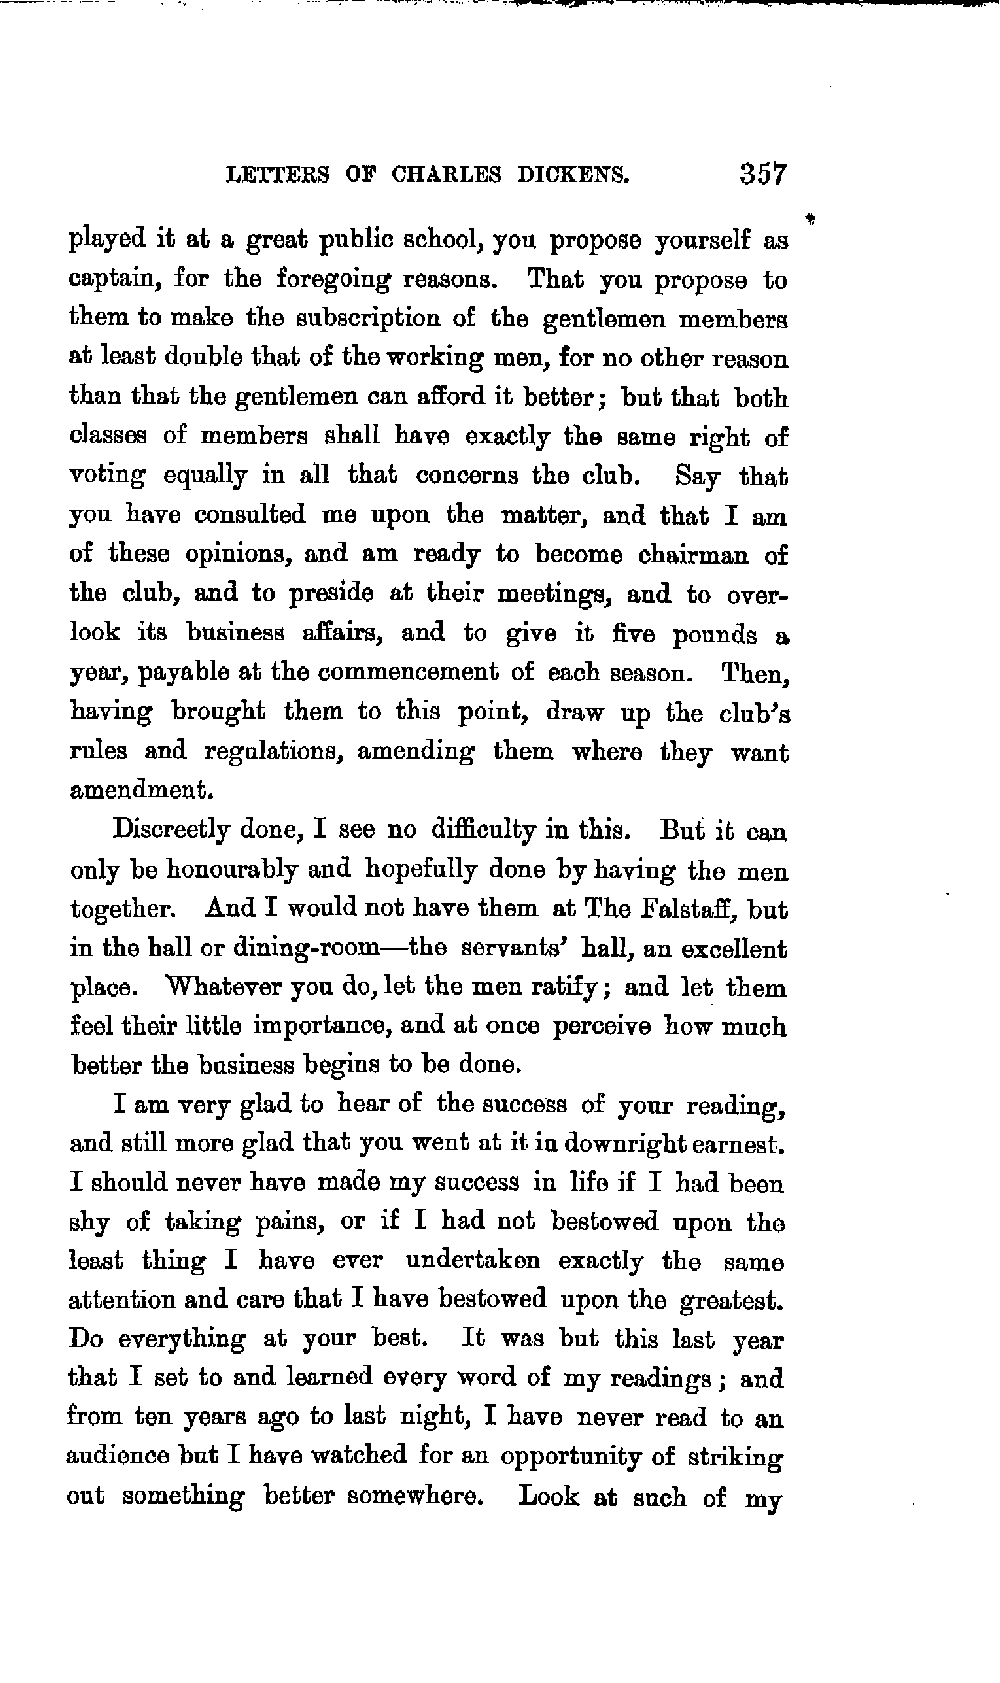 LETTERS OF CHARLES DICKENS. 357
played it at a great public school, you propose yourself as
captain, for the foregoing reasons. That you propose to
them to make the subscription of the gentlemen members
at least double that of the working men, for no other reason
than that the gentlemen can afford it better; but that both
classes of members shall have exactly the same right of
voting equally in all that concerns the club. Say that
you have consulted me upon the matter, and that I am
of these opinions, and am ready to become chairman of
the club, and to preside at their meetings, and to over-
look its business affairs, and to give it five pounds a
year, payable at the commencement of each season. Then,
having brought them to this point, draw up the club's
rules and regulations, amending them where they want
amendment.
Discreetly done, I see no difficulty in this. But it can
only be honourably and hopefully done by having the men
together. And I would not have them at The Falstaff, but
in the hall or dining-room—the servants' hall, an excellent
place. Whatever you do, let the men ratify; and let them
feel their little importance, and at once perceive how much
better the business begins to be done.
I am very glad to hear of the success of your reading,
and still more glad that you went at it in downright earnest.
I should never have made my success in life if I had been
shy of taking pains, or if I had not bestowed upon the
least thing I have ever undertaken exactly the same
attention and care that I have bestowed upon the greatest.
Do everything at your best. It was but this last year
that I set to and learned every word of my readings; and
from ten years ago to last night, I have never read to an
audience but I have watched for an opportunity of striking
out something better somewhere. Look at such of my